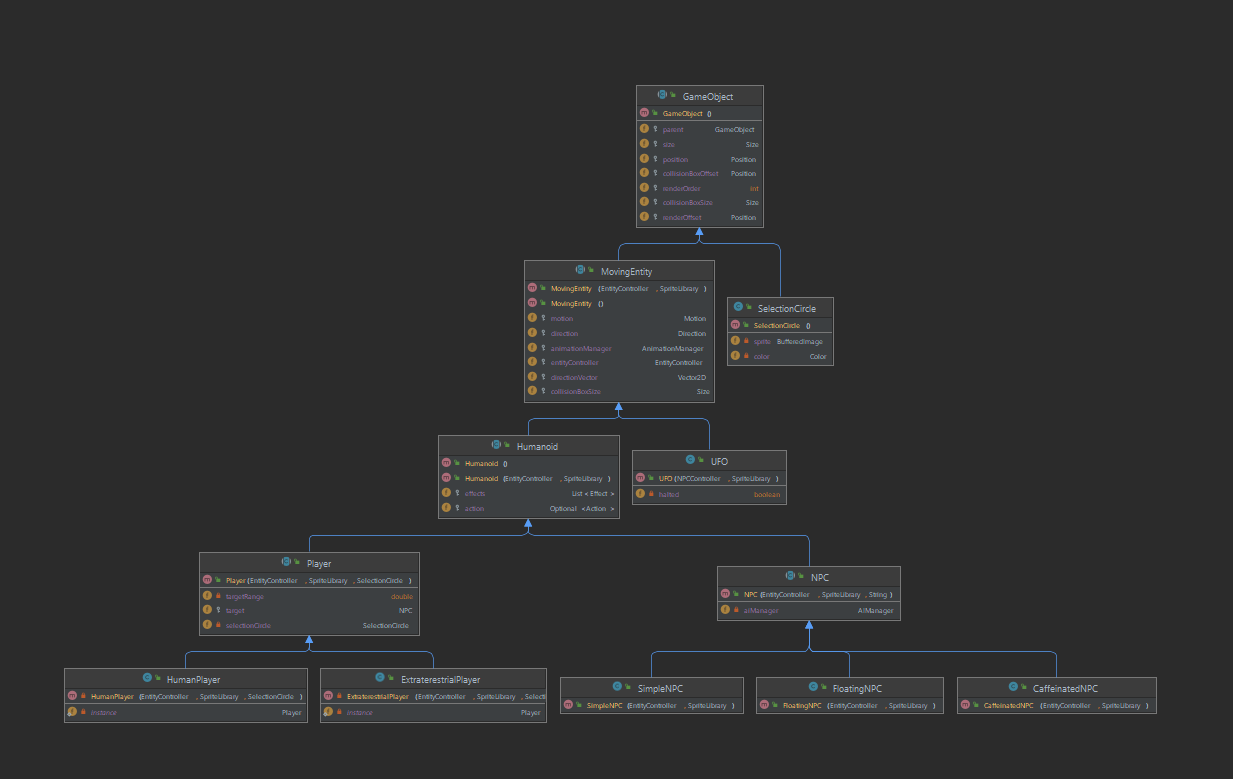 GameObject
GameObject ()
parent GameObject
size Size
position Position
collisionBoxOffset Position
renderOrder int
collisionBoxSize Size
renderOffset Position
MovingEntity
MovingEntity (EntityController , SpriteLibrary )
MovingEntity ()
motion Motion
direction Direction
animationManager AnimationManager
entityController EntityController
directionVector Vector2D
collisionBoxSize Size
SelectionCircle
SelectionCircle ()
sprite BufferedImage
color Color
Humanoid
Humanoid ()
Humanoid (EntityController , SpriteLibrary )
effects List < Effect >
action Optional <Action >
UFO
UFO (NPCController , SpriteLibrary )
halted boolean
Player
Player (EntityController , SpriteLibrary , SelectionCircle )
targetRange double
target NPC
selectionCircle SelectionCircle
NPC
NPC (EntityController , SpriteLibrary , String )
aiManager AIManager
HumanPlayer
HumanPlayer (EntityController , SpriteLibrary , SelectionCircle )
instance Player
ExtraterestrialPlayer
ExtraterestrialPlayer (EntityController , SpriteLibrary , Selecti
instance Player
SimpleNPC
SimpleNPC (EntityController , SpriteLibrary )
FloatingNPC
FloatingNPC (EntityController , SpriteLibrary )
CaffeinatedNPC
CaffeinatedNPC (EntityController , SpriteLibrary )